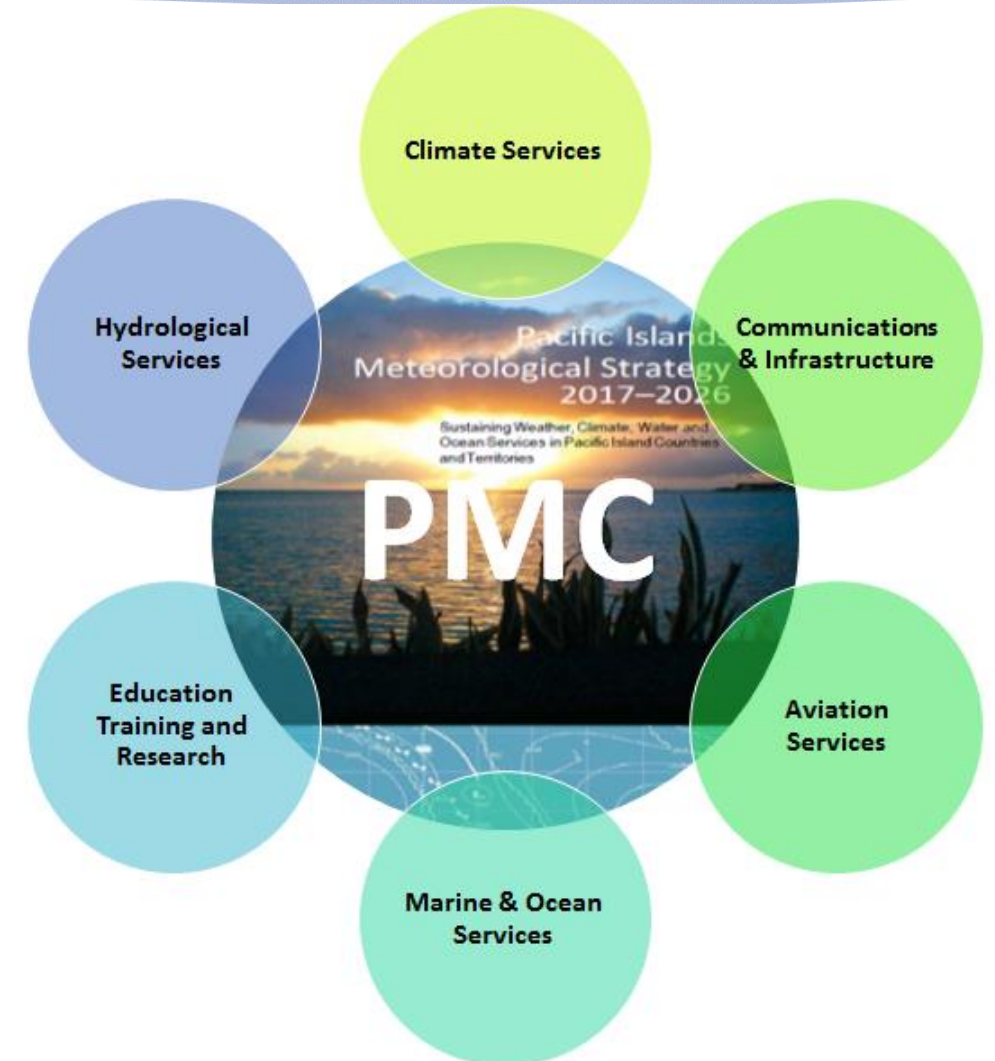 Climate Services
Hydrological
Services
Communications
& Infrastructure
Pacific Islands
Meteorological Strategy
2017–2026
Sustaining Weather, Climate, Water and
Ocean Services in Pacific Island Countries
and Territories
PMC
Education
Training and
Research
Aviation
Services
Marine & Ocean
Services